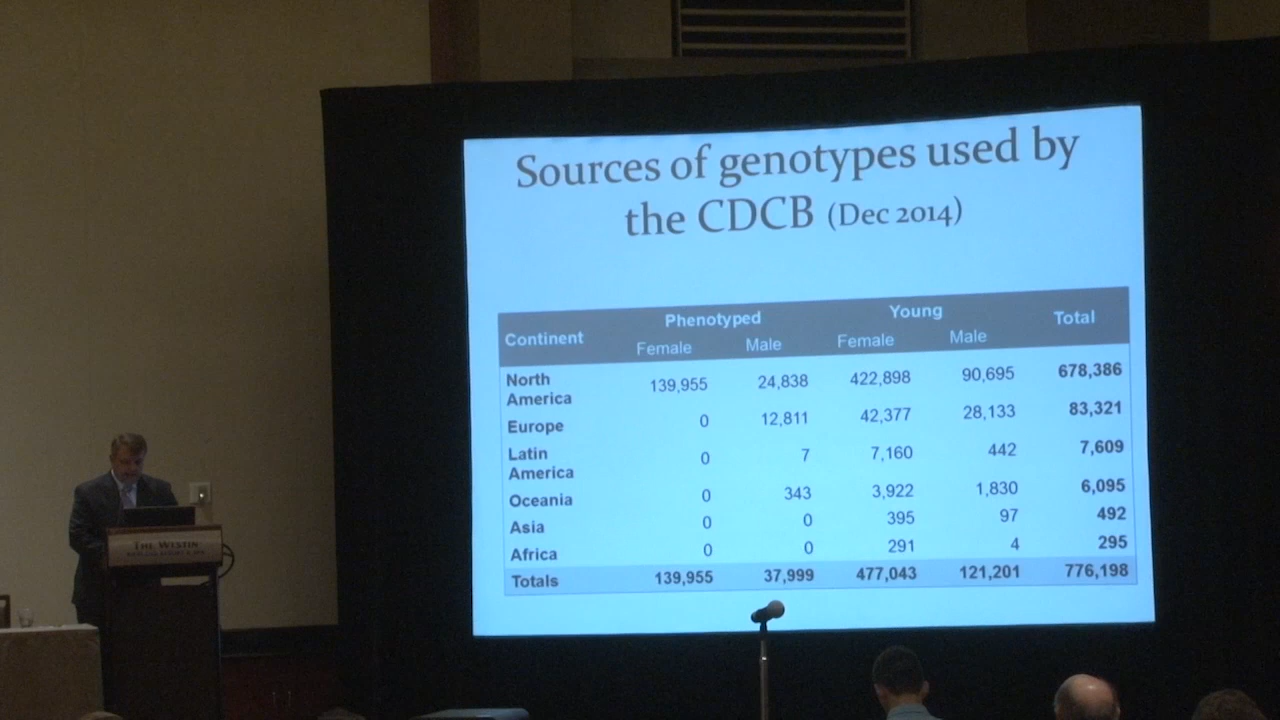 Sources of genotypes used by
the CDCB (Dec 2014)
Continent Phenotyped Young Total
Female Male Female Male
North America 139,955 24,838 422,898 90,695 678,386
Europe 0 12,811 42,377 28,133 83,321
Latin America 0 7 7,160 442 7,609
Oceania 0 343 3,922 1,830 6,095
Asia 0 0 395 97 492
Africa 0 0 291 4 295
Totals 139,955 37,999 477,043 121,201 776,198
THE WESTIN